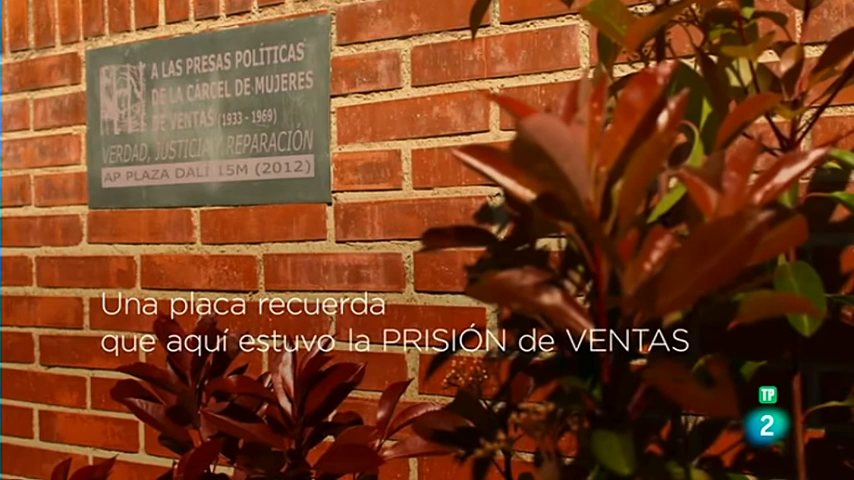 A LAS PRESAS POLÍTICAS
DE LA CÁRCEL DE MUJERES
DE VENTAS (1933 - 1969)
VERDAD, JUSTICIA Y REPARACIÓN
AP PLAZA DALÍ 15M (2012)
Una placa recuerda
que aquí estuvo la PRISIÓN de VENTAS
TP
2